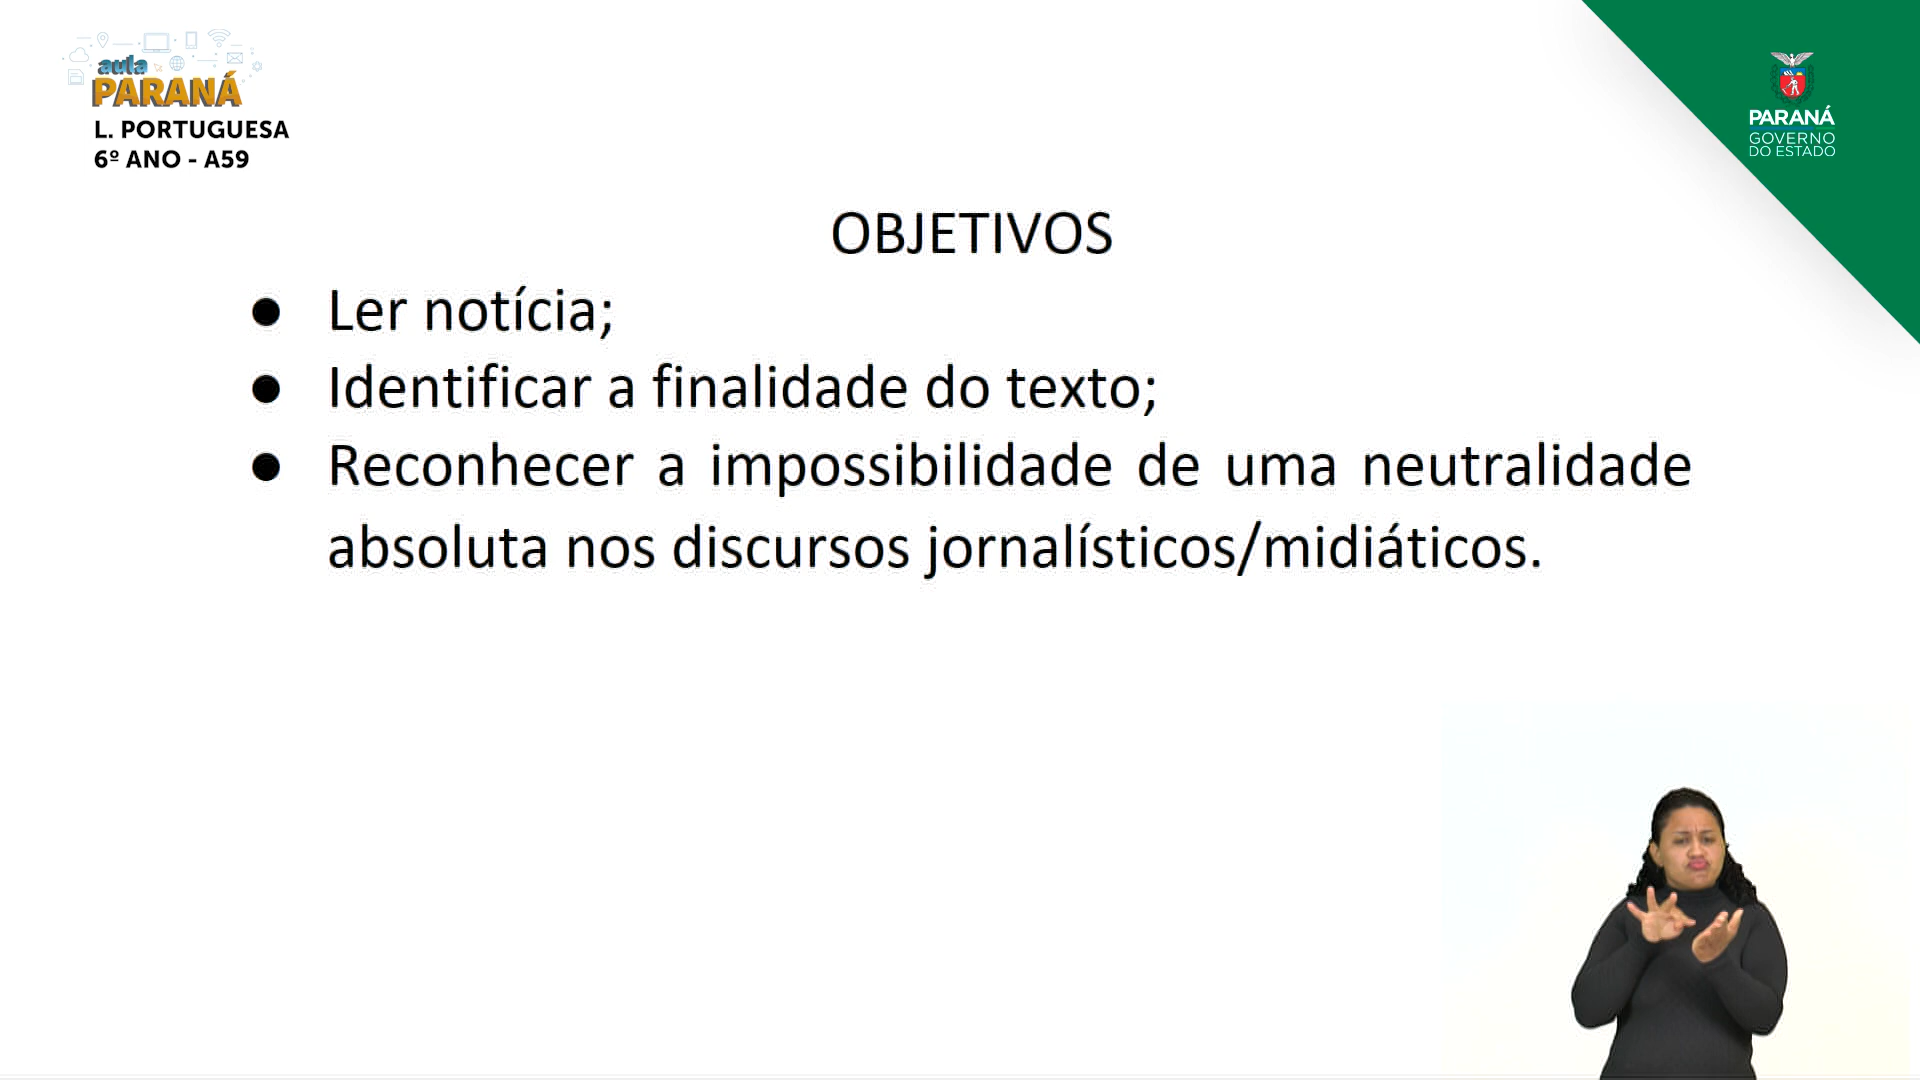 aula
PARANÁ
L. PORTUGUESA
6º ANO - A59
PARANÁ
GOVERNO
DO ESTADO
OBJETIVOS
● Ler notícia;
● Identificar a finalidade do texto;
● Reconhecer a impossibilidade de uma neutralidade
absoluta nos discursos jornalísticos/midiáticos.